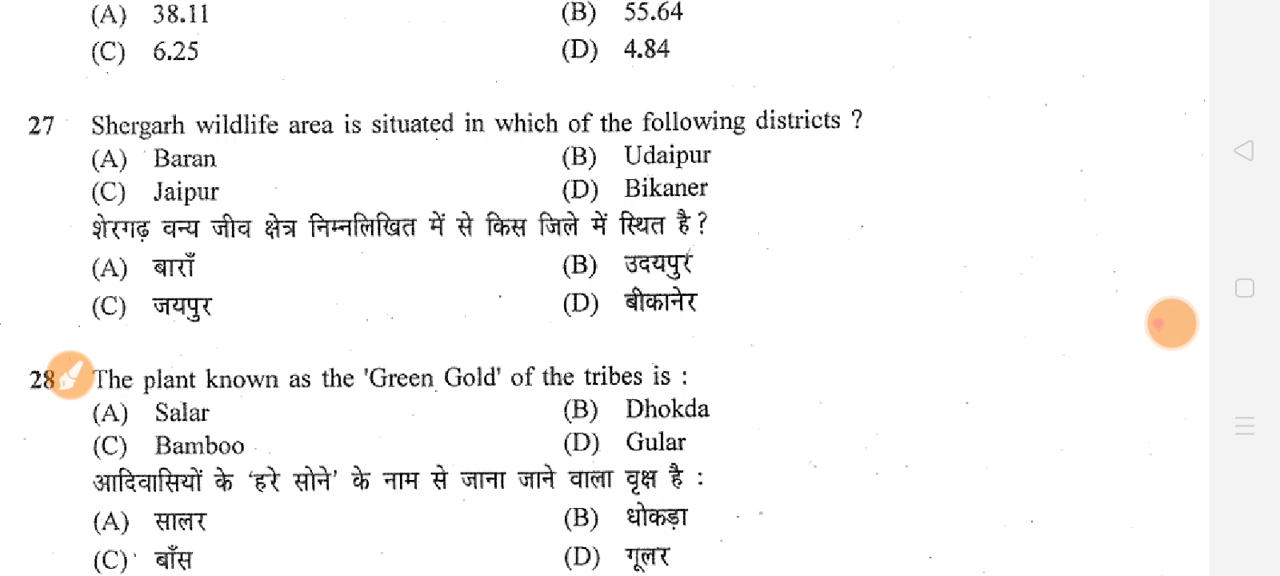 (A) 38.11 (B) 55.64
(C) 6.25 (D) 4.84
27 Shergarh wildlife area is situated in which of the following districts ?
(A) Baran (B) Udaipur
(C) Jaipur (D) Bikaner
शेरगढ़ वन्य जीव क्षेत्र निम्नलिखित में से किस जिले में स्थित है ?
(A) बाराँ (B) उदयपुर
(C) जयपुर (D) बीकानेर
28 The plant known as the 'Green Gold' of the tribes is :
(A) Salar (B) Dhokda
(C) Bamboo (D) Gular
आदिवासियों के 'हरे सोने' के नाम से जाना जाने वाला वृक्ष है :
(A) सालर (B) धोकड़ा
(C) बाँस (D) गूलर